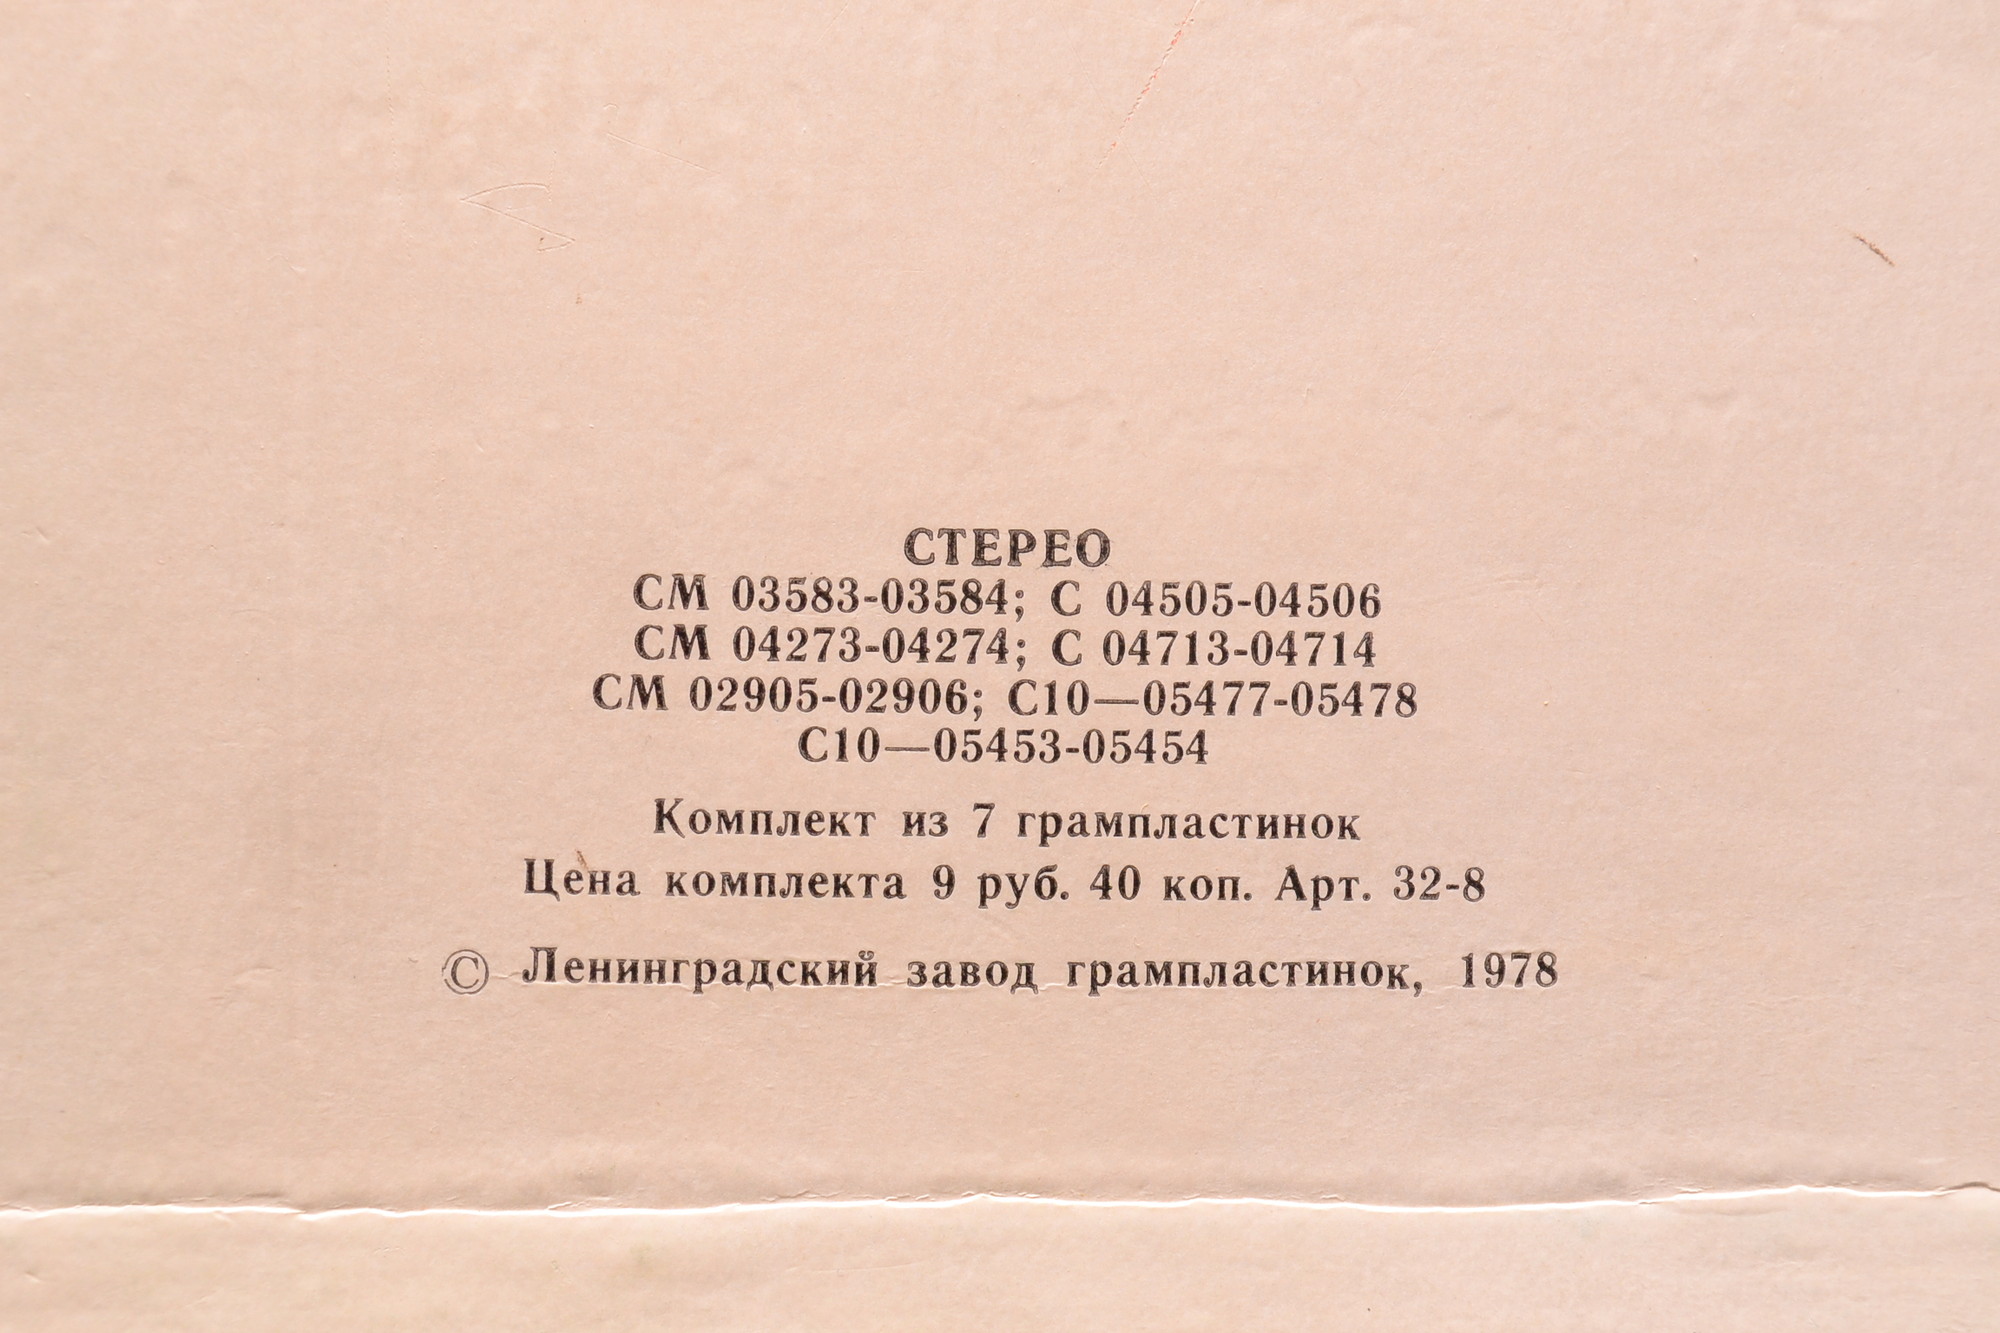 СТЕРЕО
СМ 03583-03584; С 04505-04506
СМ 04273-04274; С 04713-04714
СМ 02905-02906; С10—05477-05478
С10—05453-05454
Комплект из 7 грампластинок
Цена комплекта 9 руб. 40 коп. Арт. 32-8
© Ленинградский завод грампластинок, 1978